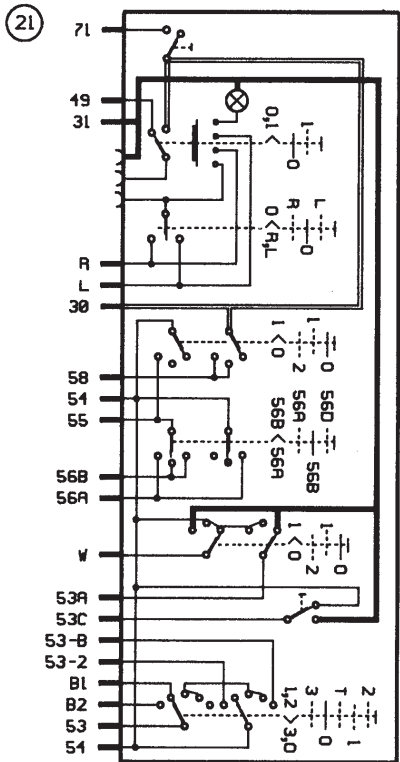 21
71
49
31
R
L
30
58
54
55
56B
56A
W
53A
53C
53-B
53-2
B1
B2
53
54
0,1 < 1 0
0 < R,L R 0 L
1 < 0 1 2 0
56B < 56A 56A 56B 56D
1 < 0 1 2 0
1,2 > 3,0 3 0 T 1 2